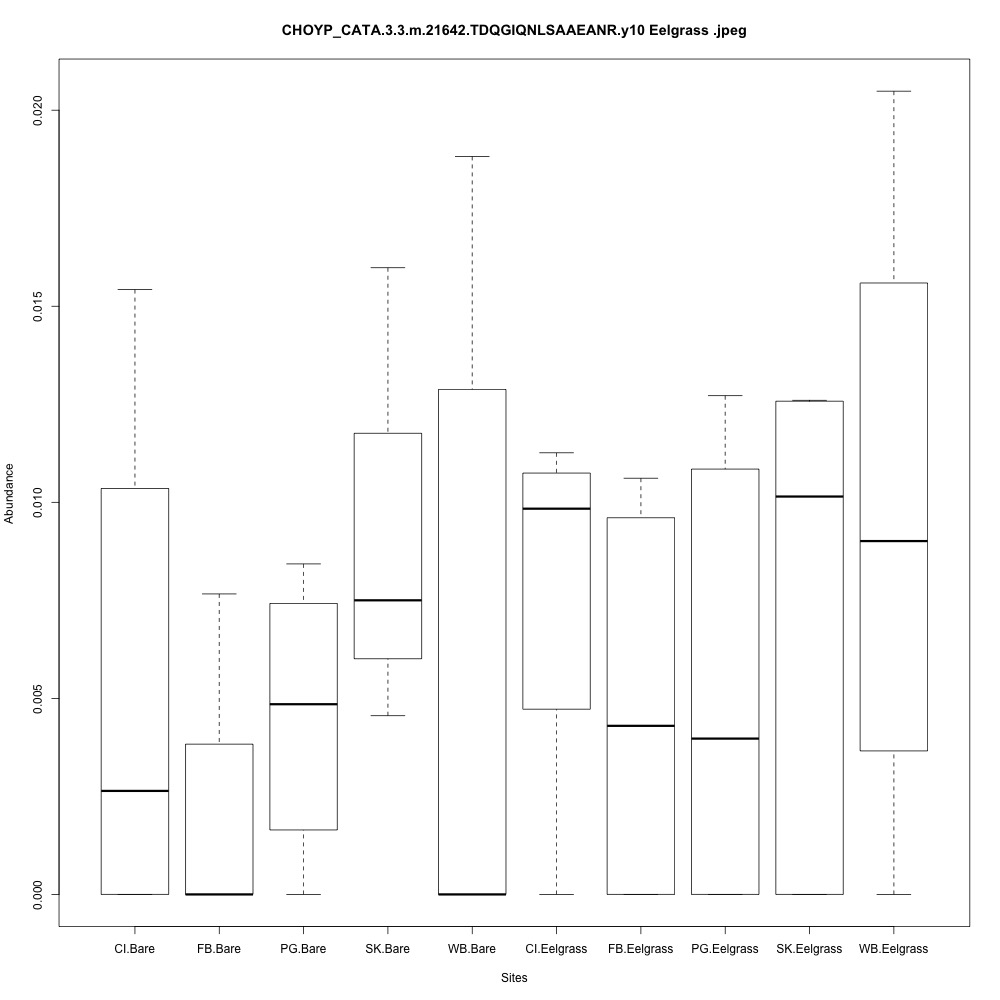 CHOYP_CATA.3.3.m.21642.TDQGIQNLSAAEANR.y10 Eelgrass .jpeg
0.020
0.015
0.010
0.005
0.000
Abundance
CI.Bare FB.Bare PG.Bare SK.Bare WB.Bare CI.Eelgrass FB.Eelgrass PG.Eelgrass SK.Eelgrass WB.Eelgrass
Sites